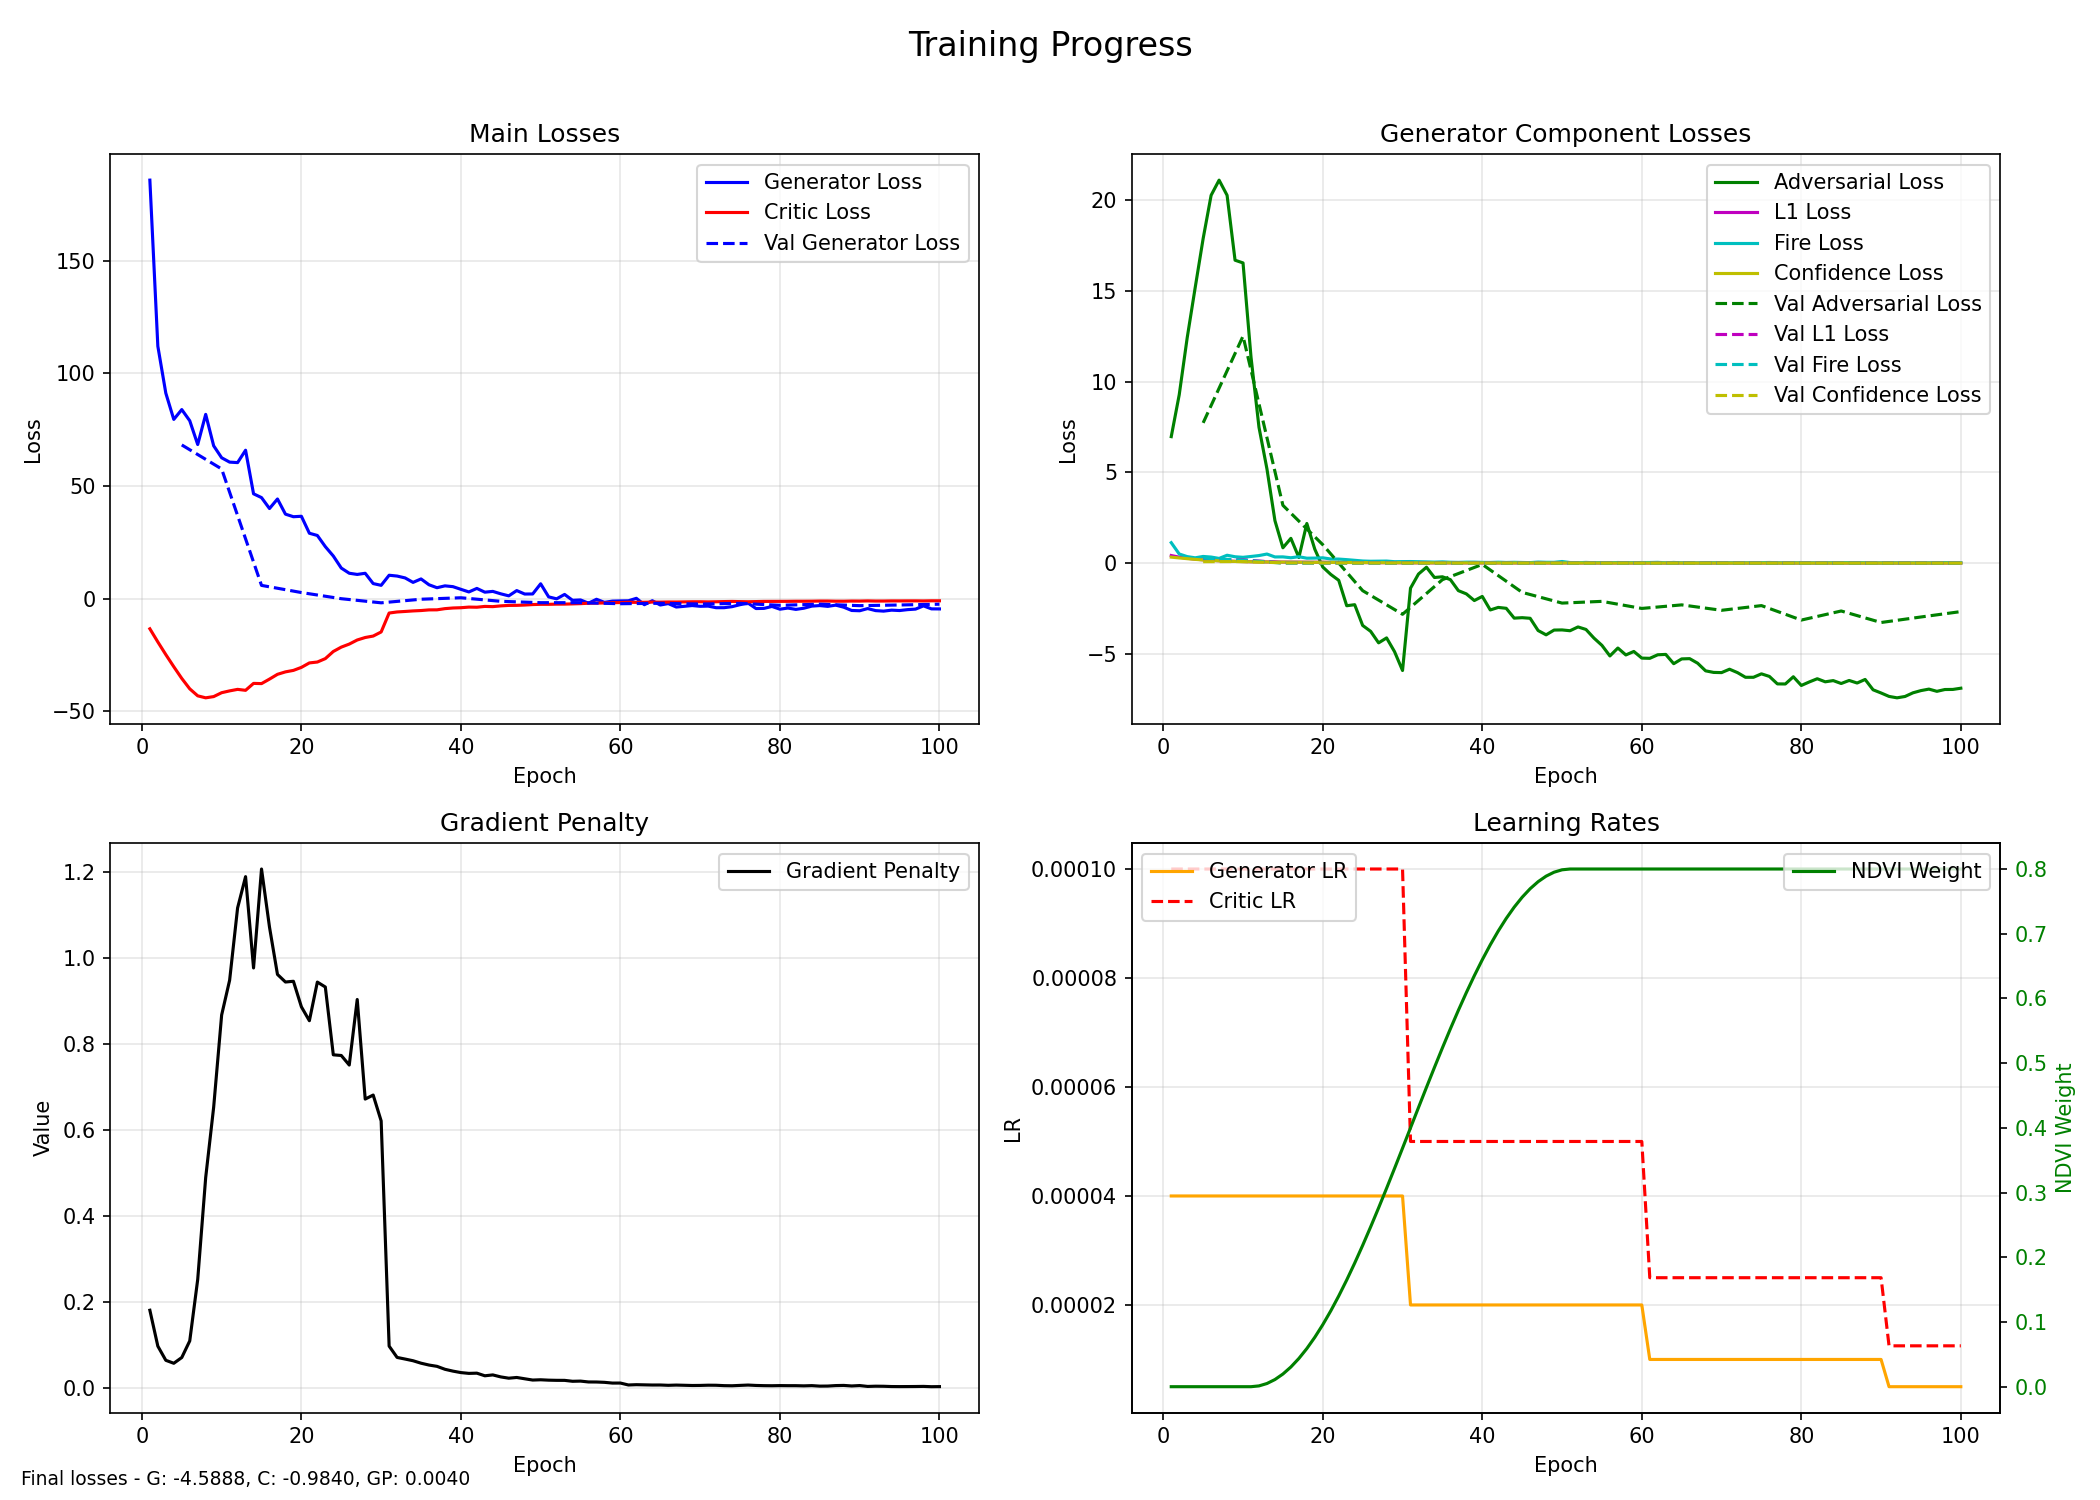 Training Progress
Main Losses
Generator Loss
Critic Loss
Val Generator Loss
150
100
50
0
−50
Loss
0 20 40 60 80 100
Epoch
Generator Component Losses
Adversarial Loss
L1 Loss
Fire Loss
Confidence Loss
Val Adversarial Loss
Val L1 Loss
Val Fire Loss
Val Confidence Loss
20
15
10
5
0
−5
Loss
0 20 40 60 80 100
Epoch
Gradient Penalty
Gradient Penalty
1.2
1.0
0.8
0.6
0.4
0.2
0.0
Value
0 20 40 60 80 100
Epoch
Learning Rates
Generator LR
Critic LR
NDVI Weight
0.00010
0.00008
0.00006
0.00004
0.00002
LR
0.8
0.7
0.6
0.5
0.4
0.3
0.2
0.1
0.0
NDVI Weight
0 20 40 60 80 100
Epoch
Final losses - G: -4.5888, C: -0.9840, GP: 0.0040